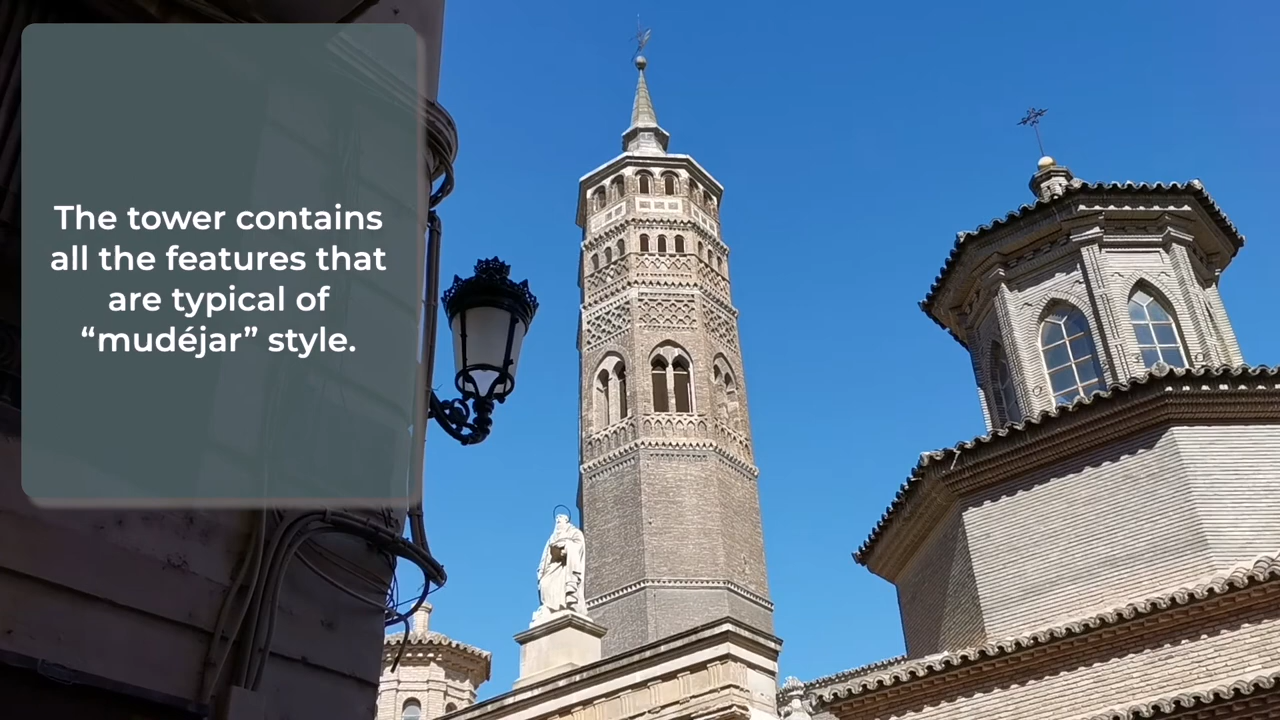 The tower contains
all the features that
are typical of
“mudéjar” style.